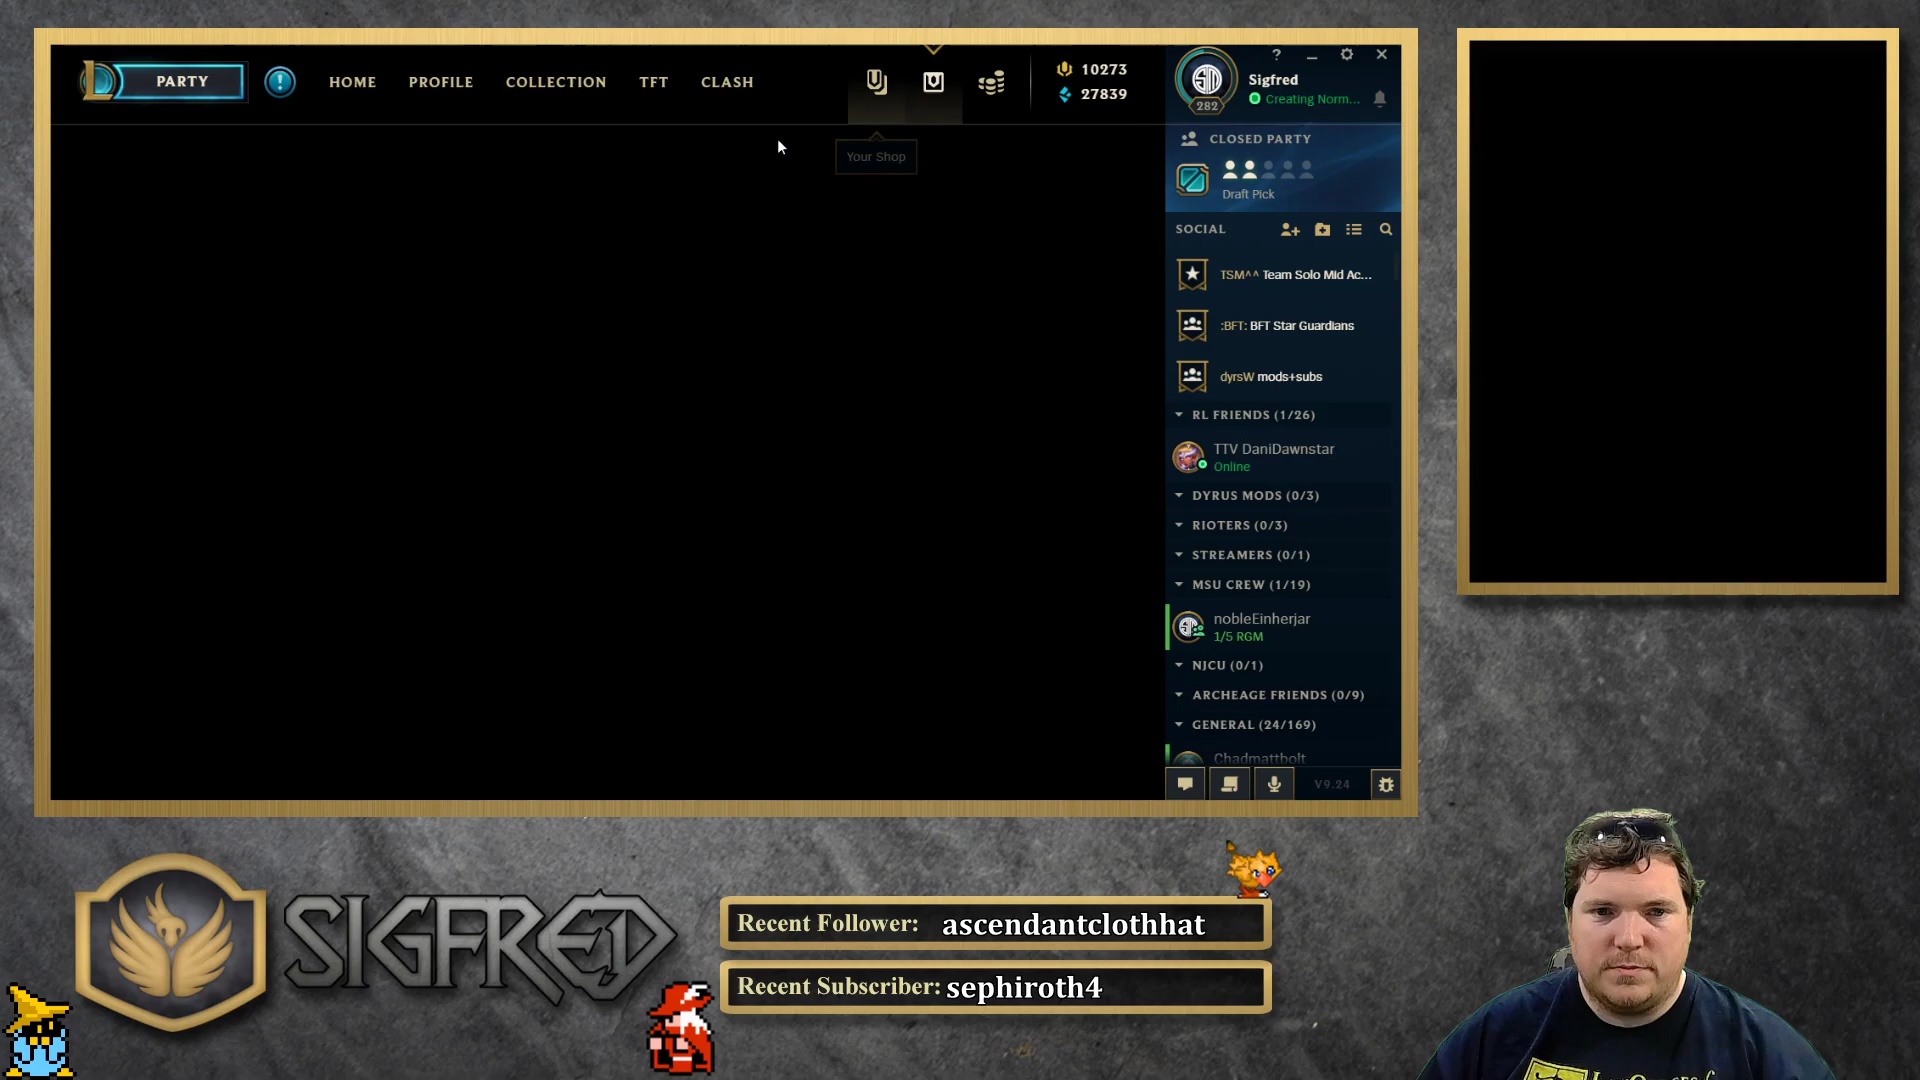 PARTY
HOME
PROFILE
COLLECTION
TFT
CLASH
10273
27839
Your Shop
?
282
Sigfred
Creating Norm...
CLOSED PARTY
Draft Pick
SOCIAL
TSM^^ Team Solo Mid Ac...
:BFT: BFT Star Guardians
dyrsW mods+subs
RL FRIENDS (1/26)
TTV DaniDawnstar
Online
DYRUS MODS (0/3)
RIOTERS (0/3)
STREAMERS (0/1)
MSU CREW (1/19)
nobleEinherjar
1/5 RGM
NJCU (0/1)
ARCHEAGE FRIENDS (0/9)
GENERAL (24/169)
Chadmattbolt
V9.24
SIGFRED
Recent Follower: ascendantclothhat
Recent Subscriber: sephiroth4